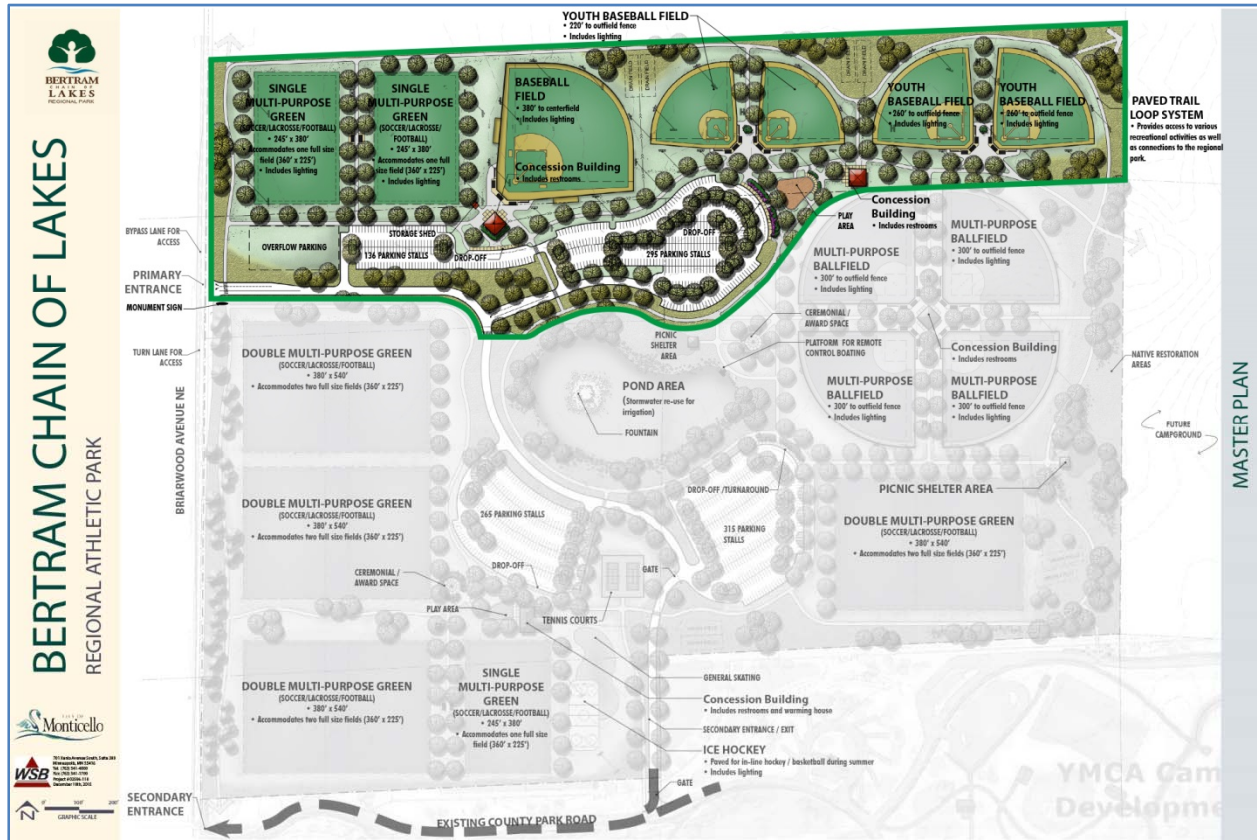 BERTRAM
CHAIN OF
LAKES
REGIONAL PARK
BERTRAM CHAIN OF LAKES
REGIONAL ATHLETIC PARK
CITY OF
Monticello
WSB
Minneapolis, MN
N
0' 100' 200'
GRAPHIC SCALE
MASTER PLAN
YOUTH BASEBALL FIELD
• 220' to outfield fence
• Includes lighting
SINGLE
MULTI-PURPOSE
GREEN
(SOCCER/LACROSSE/FOOTBALL)
• 245' x 380'
• Accommodates one full size
field (360' x 225')
• Includes lighting
SINGLE
MULTI-PURPOSE
GREEN
(SOCCER/LACROSSE/
FOOTBALL)
• 245' x 380'
• Accommodates one full
size field (360' x 225')
• Includes lighting
BASEBALL
FIELD
• 380' to centerfield
• Includes lighting
DRAIN FIELD
DRAIN FIELD
DRAIN FIELD
DRAIN FIELD
YOUTH
BASEBALL FIELD
• 260' to outfield fence
• Includes lighting
YOUTH
BASEBALL FIELD
• 260' to outfield fence
• Includes lighting
PAVED TRAIL
LOOP SYSTEM
• Provides access to various
recreational activities as well
as connections to the regional
park.
Concession Building
• Includes restrooms
Concession
Building
• Includes restrooms
PLAY
AREA
BYPASS LANE FOR
ACCESS
OVERFLOW PARKING
STORAGE SHED
136 PARKING STALLS
DROP-OFF
DROP-OFF
295 PARKING STALLS
PRIMARY
ENTRANCE
MONUMENT SIGN
TURN LANE FOR
ACCESS
BRIARWOOD AVENUE NE
MULTI-PURPOSE
BALLFIELD
• 300' to outfield fence
• Includes lighting
MULTI-PURPOSE
BALLFIELD
• 300' to outfield fence
• Includes lighting
CEREMONIAL /
AWARD SPACE
PICNIC
SHELTER
AREA
PLATFORM FOR REMOTE
CONTROL BOATING
Concession Building
• Includes restrooms
NATIVE RESTORATION
AREAS
DOUBLE MULTI-PURPOSE GREEN
(SOCCER/LACROSSE/FOOTBALL)
• 380' x 540'
• Accommodates two full size fields (360' x 225')
POND AREA
(Stormwater re-use for
irrigation)
FOUNTAIN
MULTI-PURPOSE
BALLFIELD
• 300' to outfield fence
• Includes lighting
MULTI-PURPOSE
BALLFIELD
• 300' to outfield fence
• Includes lighting
FUTURE
CAMPGROUND
DROP-OFF /TURNAROUND
PICNIC SHELTER AREA
DOUBLE MULTI-PURPOSE GREEN
(SOCCER/LACROSSE/FOOTBALL)
• 380' x 540'
• Accommodates two full size fields (360' x 225')
265 PARKING STALLS
315 PARKING
STALLS
DOUBLE MULTI-PURPOSE GREEN
(SOCCER/LACROSSE/FOOTBALL)
• 380' x 540'
• Accommodates two full size fields (360' x 225')
CEREMONIAL /
AWARD SPACE
DROP-OFF
GATE
PLAY AREA
TENNIS COURTS
DOUBLE MULTI-PURPOSE GREEN
(SOCCER/LACROSSE/FOOTBALL)
• 380' x 540'
• Accommodates two full size fields (360' x 225')
SINGLE
MULTI-PURPOSE
GREEN
(SOCCER/LACROSSE/FOOTBALL)
• 245' x 380'
• Accommodates one full size
field (360' x 225')
GENERAL SKATING
Concession Building
• Includes restrooms and warming house
SECONDARY ENTRANCE / EXIT
ICE HOCKEY
• Paved for in-line hockey / basketball during summer
• Includes lighting
GATE
YMCA Cam
Developme
SECONDARY
ENTRANCE
EXISTING COUNTY PARK ROAD